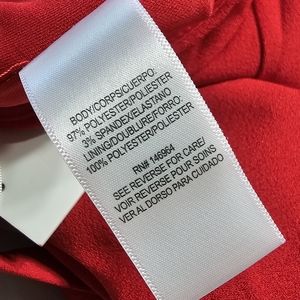 BODY/CORPS/CUERPO:
97% POLYESTER/POLIESTER
3% SPANDEX/ELASTANO
LINING/DOUBLURE/FORRO:
100% POLYESTER/POLIESTER
RN# 146964
SEE REVERSE FOR CARE/
VOIR REVERSE POUR SOINS
VER AL DORSO PARA CUIDADO